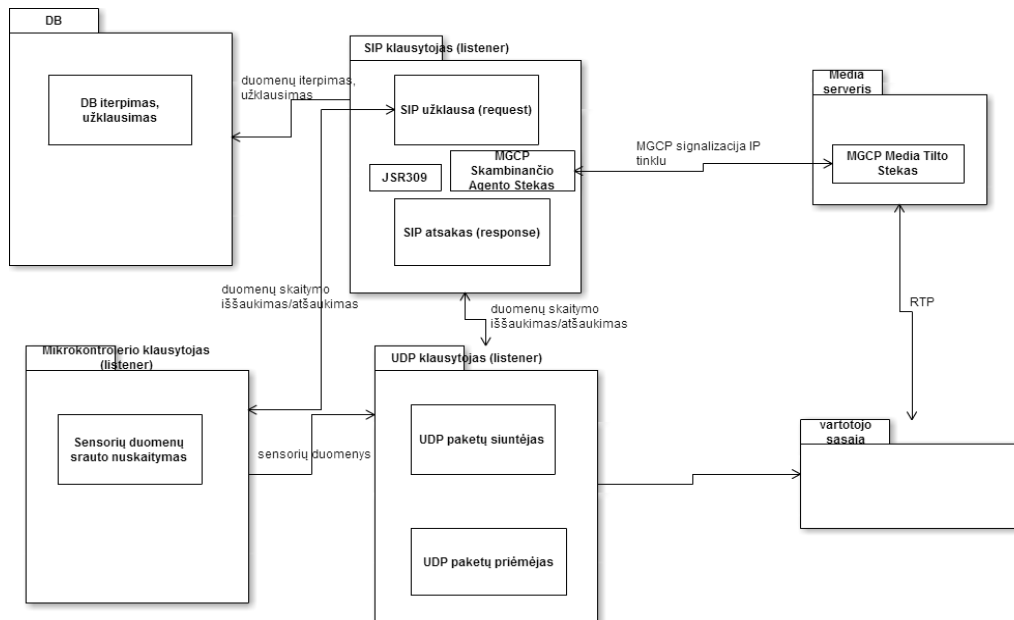 DB
DB iterpimas,
užklausimas
duomenų iterpimas,
užklausimas
SIP klausytojas (listener)
SIP užklausa (request)
JSR309
MGCP
Skambinančio
Agento Stekas
SIP atsakas (response)
MGCP signalizacija IP
tinklu
Media
serveris
MGCP Media Tilto
Stekas
duomenų skaitymo
iššaukimas/atšaukimas
duomenų skaitymo
iššaukimas/atšaukimas
RTP
Mikrokontrolerio klausytojas
(listener)
Sensorių duomenų
srauto nuskaitymas
sensorių duomenys
UDP klausytojas (listener)
UDP paketų siuntėjas
UDP paketų priėmėjas
vartotojo
sąsaja